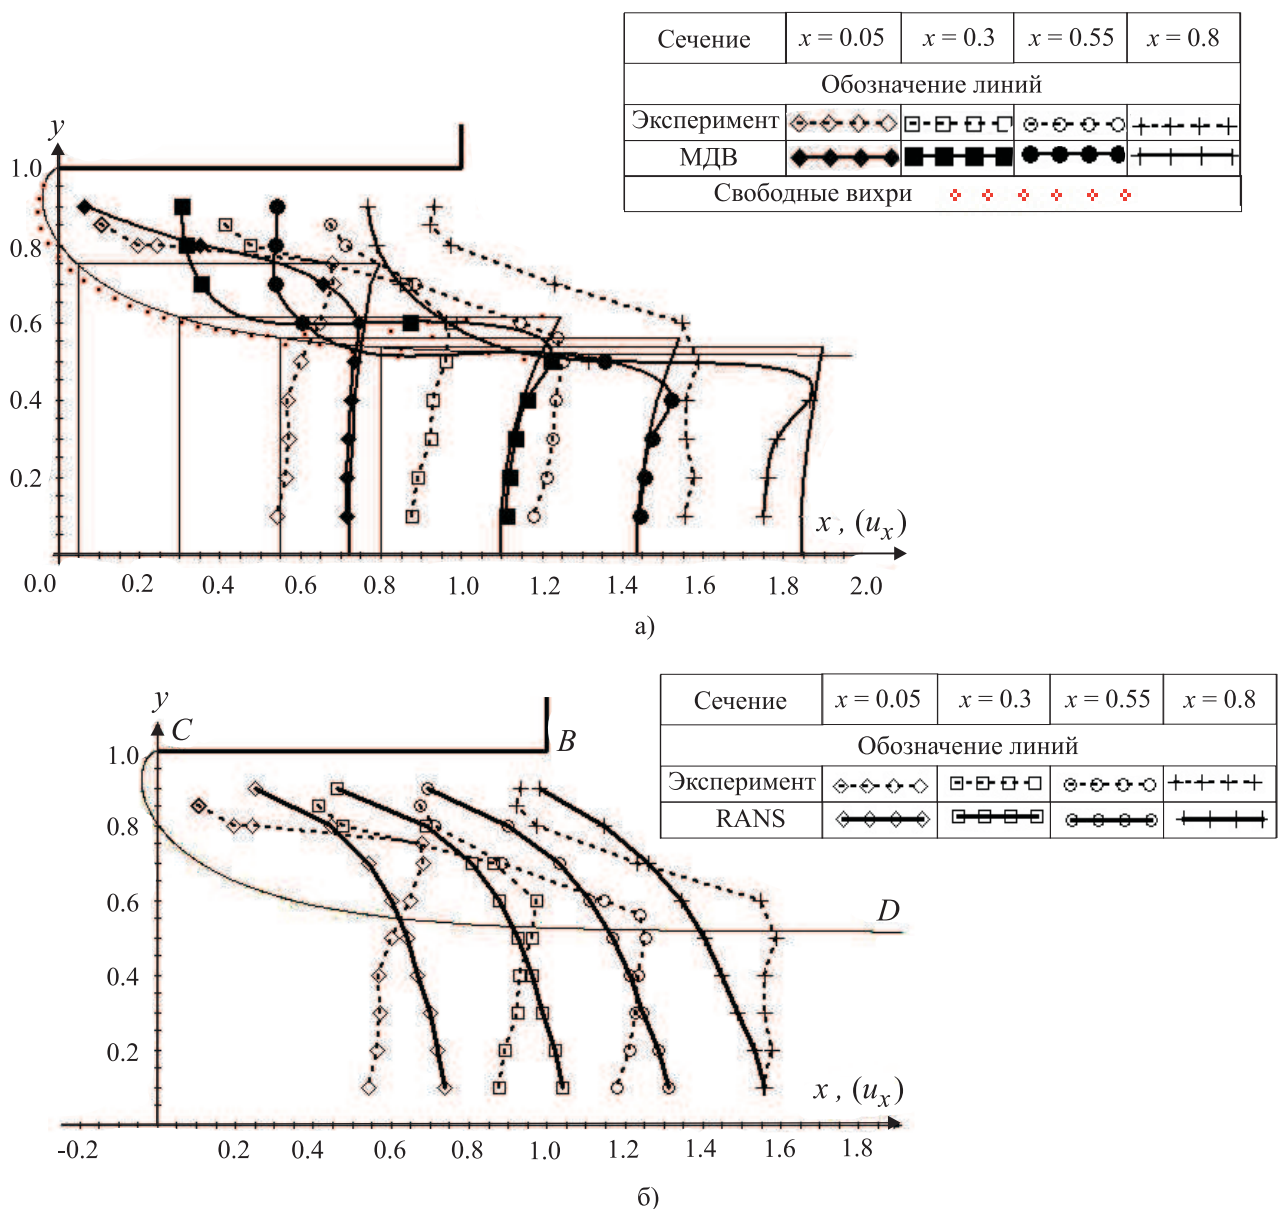 Сечение x = 0.05 x = 0.3 x = 0.55 x = 0.8
Обозначение линий
Эксперимент
МДВ
Свободные вихри
y
1.0
0.8
0.6
0.4
0.2
x , (uₓ)
0.0 0.2 0.4 0.6 0.8 1.0 1.2 1.4 1.6 1.8 2.0
а)
Сечение x = 0.05 x = 0.3 x = 0.55 x = 0.8
Обозначение линий
Эксперимент
RANS
y
C
B
1.0
0.8
0.6
D
0.4
0.2
x , (uₓ)
-0.2 0.2 0.4 0.6 0.8 1.0 1.2 1.4 1.6 1.8
б)